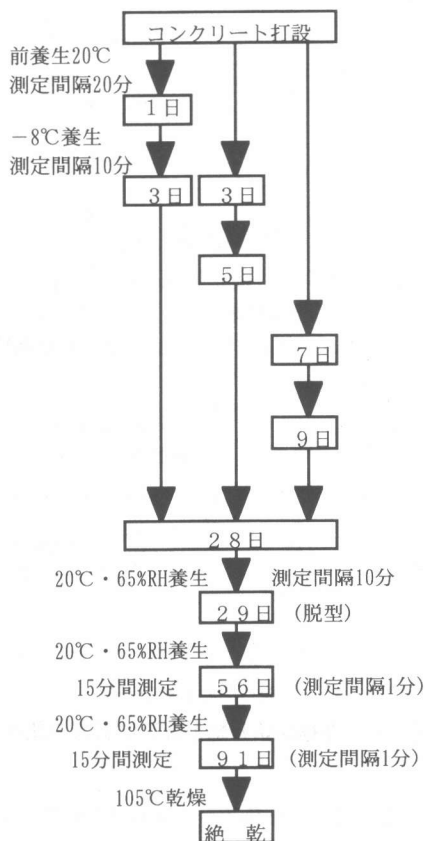 コンクリート打設
前養生20℃
測定間隔20分
1日
－8℃養生
測定間隔10分
3日
3日
5日
7日
9日
28日
20℃・65%RH養生 測定間隔10分
29日 (脱型)
20℃・65%RH養生
15分間測定 56日 (測定間隔1分)
20℃・65%RH養生
15分間測定 91日 (測定間隔1分)
105℃乾燥
絶 乾